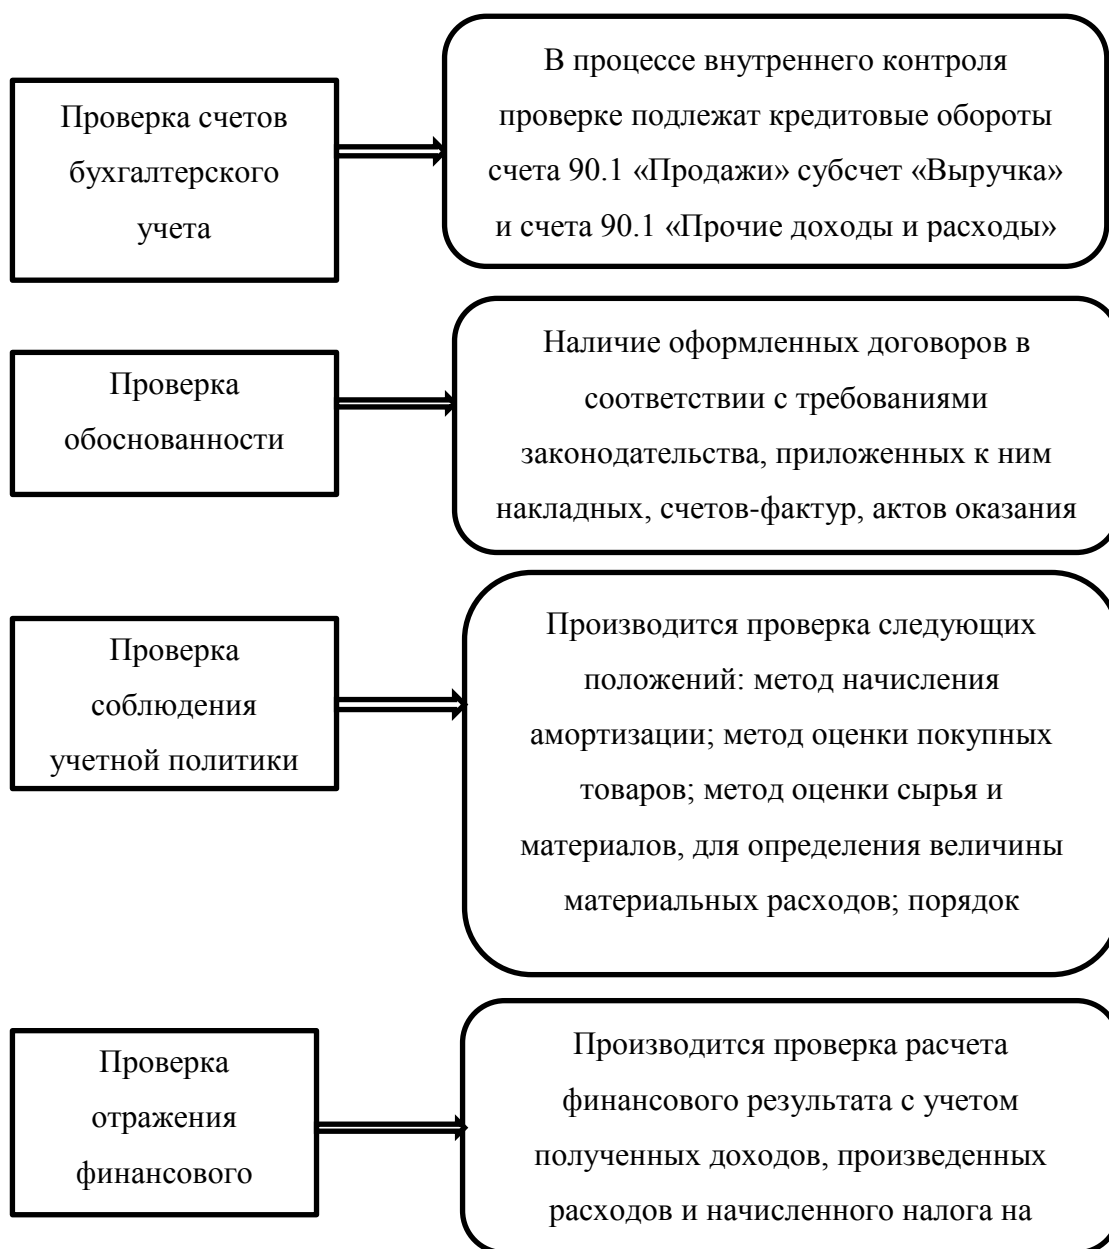 Проверка счетов
бухгалтерского
учета
В процессе внутреннего контроля
проверке подлежат кредитовые обороты
счета 90.1 «Продажи» субсчет «Выручка»
и счета 90.1 «Прочие доходы и расходы»
Проверка
обоснованности
Наличие оформленных договоров в
соответствии с требованиями
законодательства, приложенных к ним
накладных, счетов-фактур, актов оказания
Проверка
соблюдения
учетной политики
Производится проверка следующих
положений: метод начисления
амортизации; метод оценки покупных
товаров; метод оценки сырья и
материалов, для определения величины
материальных расходов; порядок
Проверка
отражения
финансового
Производится проверка расчета
финансового результата с учетом
полученных доходов, произведенных
расходов и начисленного налога на